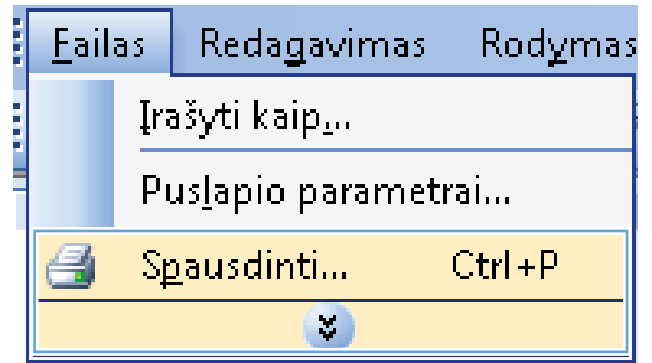 Failas Redagavimas Rodymas
Įrašyti kaip...
Puslapio parametrai...
Spausdinti... Ctrl+P